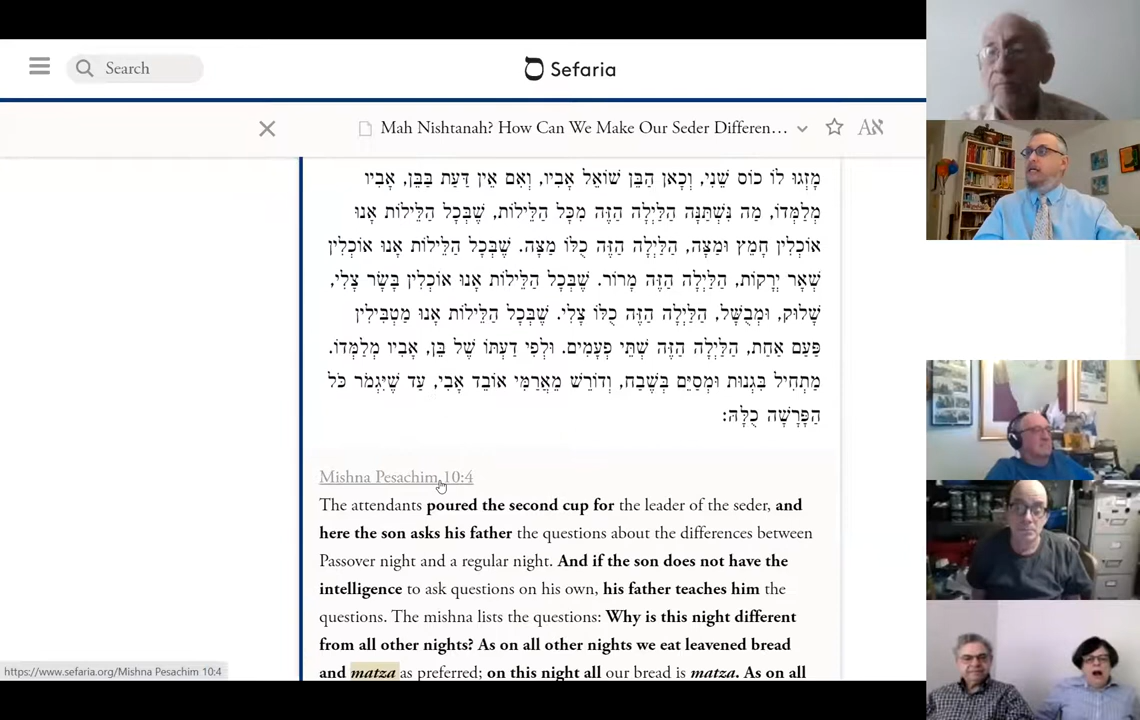 Search
Sefaria
Mah Nishtanah? How Can We Make Our Seder Differen...
Aא
מָזְגוּ לוֹ כוֹס שֵׁנִי, וְכָאן הַבֵּן שׁוֹאֵל אָבִיו, וְאִם אֵין דַּעַת בַּבֵּן, אָבִיו
מְלַמְּדוֹ, מַה נִּשְׁתַּנָּה הַלַּיְלָה הַזֶּה מִכָּל הַלֵּילוֹת, שֶׁבְּכָל הַלֵּילוֹת אָנוּ
אוֹכְלִין חָמֵץ וּמַצָּה, הַלַּיְלָה הַזֶּה כֻלּוֹ מַצָּה. שֶׁבְּכָל הַלֵּילוֹת אָנוּ אוֹכְלִין
שְׁאָר יְרָקוֹת, הַלַּיְלָה הַזֶּה מָרוֹר. שֶׁבְּכָל הַלֵּילוֹת אָנוּ אוֹכְלִין בָּשָׂר צָלִי,
שָׁלוּק, וּמְבֻשָּׁל, הַלַּיְלָה הַזֶּה כֻלּוֹ צָלִי. שֶׁבְּכָל הַלֵּילוֹת אָנוּ מַטְבִּילִין
פַּעַם אַחַת, הַלַּיְלָה הַזֶּה שְׁתֵּי פְעָמִים. וּלְפִי דַעְתּוֹ שֶׁל בֵּן, אָבִיו מְלַמְּדוֹ.
מַתְחִיל בִּגְנוּת וּמְסַיֵּם בְּשֶׁבַח, וְדוֹרֵשׁ מֵאֲרַמִּי אוֹבֵד אָבִי, עַד שֶׁיִּגְמֹר כֹּל
הַפָּרָשָׁה כֻלָּהּ:
Mishna Pesachim 10:4
The attendants poured the second cup for the leader of the seder, and
here the son asks his father the questions about the differences between
Passover night and a regular night. And if the son does not have the
intelligence to ask questions on his own, his father teaches him the
questions. The mishna lists the questions: Why is this night different
from all other nights? As on all other nights we eat leavened bread
and matza as preferred; on this night all our bread is matza. As on all
https://www.sefaria.org/Mishna Pesachim 10:4